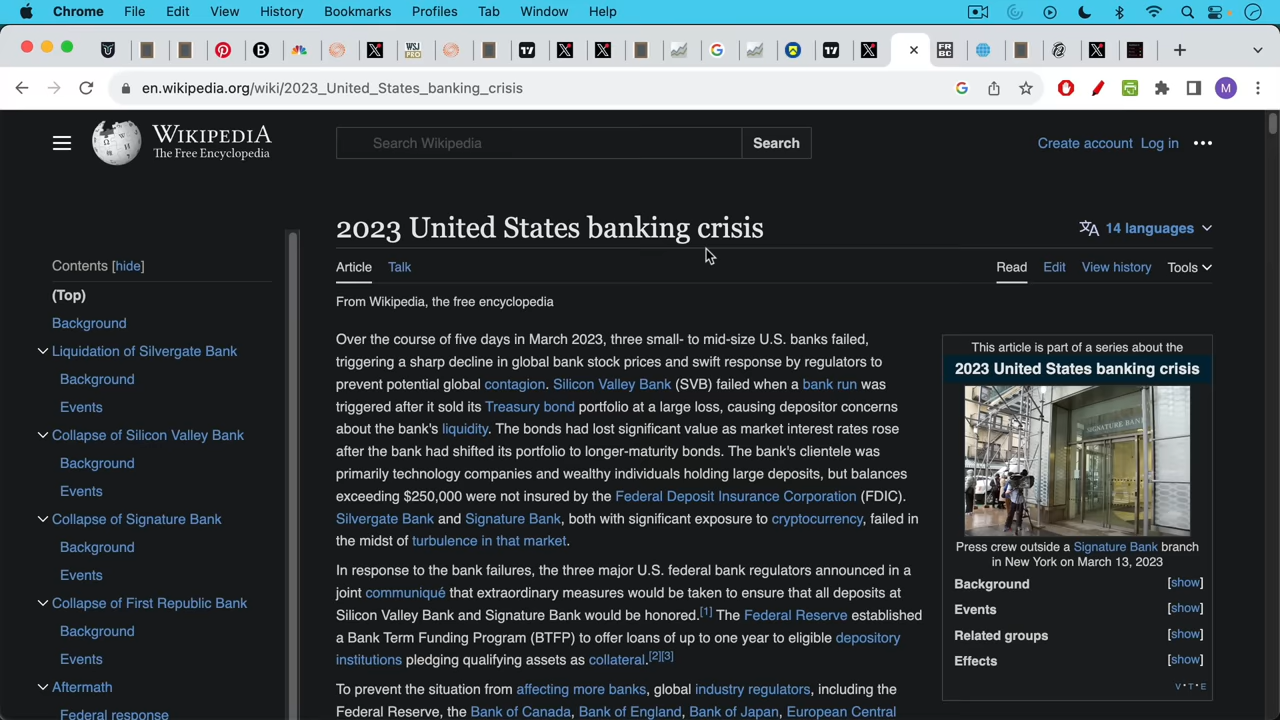 Chrome File Edit View History Bookmarks Profiles Tab Window Help
en.wikipedia.org/wiki/2023_United_States_banking_crisis
M
WIKIPEDIA
The Free Encyclopedia
Search Wikipedia
Search
Create account Log in
2023 United States banking crisis
14 languages
Article Talk
Read Edit View history Tools
From Wikipedia, the free encyclopedia
Contents [hide]
(Top)
Background
Liquidation of Silvergate Bank
Background
Events
Collapse of Silicon Valley Bank
Background
Events
Collapse of Signature Bank
Background
Events
Collapse of First Republic Bank
Background
Events
Aftermath
Federal response
Over the course of five days in March 2023, three small- to mid-size U.S. banks failed,
triggering a sharp decline in global bank stock prices and swift response by regulators to
prevent potential global contagion. Silicon Valley Bank (SVB) failed when a bank run was
triggered after it sold its Treasury bond portfolio at a large loss, causing depositor concerns
about the bank's liquidity. The bonds had lost significant value as market interest rates rose
after the bank had shifted its portfolio to longer-maturity bonds. The bank's clientele was
primarily technology companies and wealthy individuals holding large deposits, but balances
exceeding $250,000 were not insured by the Federal Deposit Insurance Corporation (FDIC).
Silvergate Bank and Signature Bank, both with significant exposure to cryptocurrency, failed in
the midst of turbulence in that market.
In response to the bank failures, the three major U.S. federal bank regulators announced in a
joint communiqué that extraordinary measures would be taken to ensure that all deposits at
Silicon Valley Bank and Signature Bank would be honored.[1] The Federal Reserve established
a Bank Term Funding Program (BTFP) to offer loans of up to one year to eligible depository
institutions pledging qualifying assets as collateral.[2][3]
To prevent the situation from affecting more banks, global industry regulators, including the
Federal Reserve, the Bank of Canada, Bank of England, Bank of Japan, European Central
This article is part of a series about the
2023 United States banking crisis
SIGNATURE BANK
Press crew outside a Signature Bank branch
in New York on March 13, 2023
Background [show]
Events [show]
Related groups [show]
Effects [show]
V·T·E